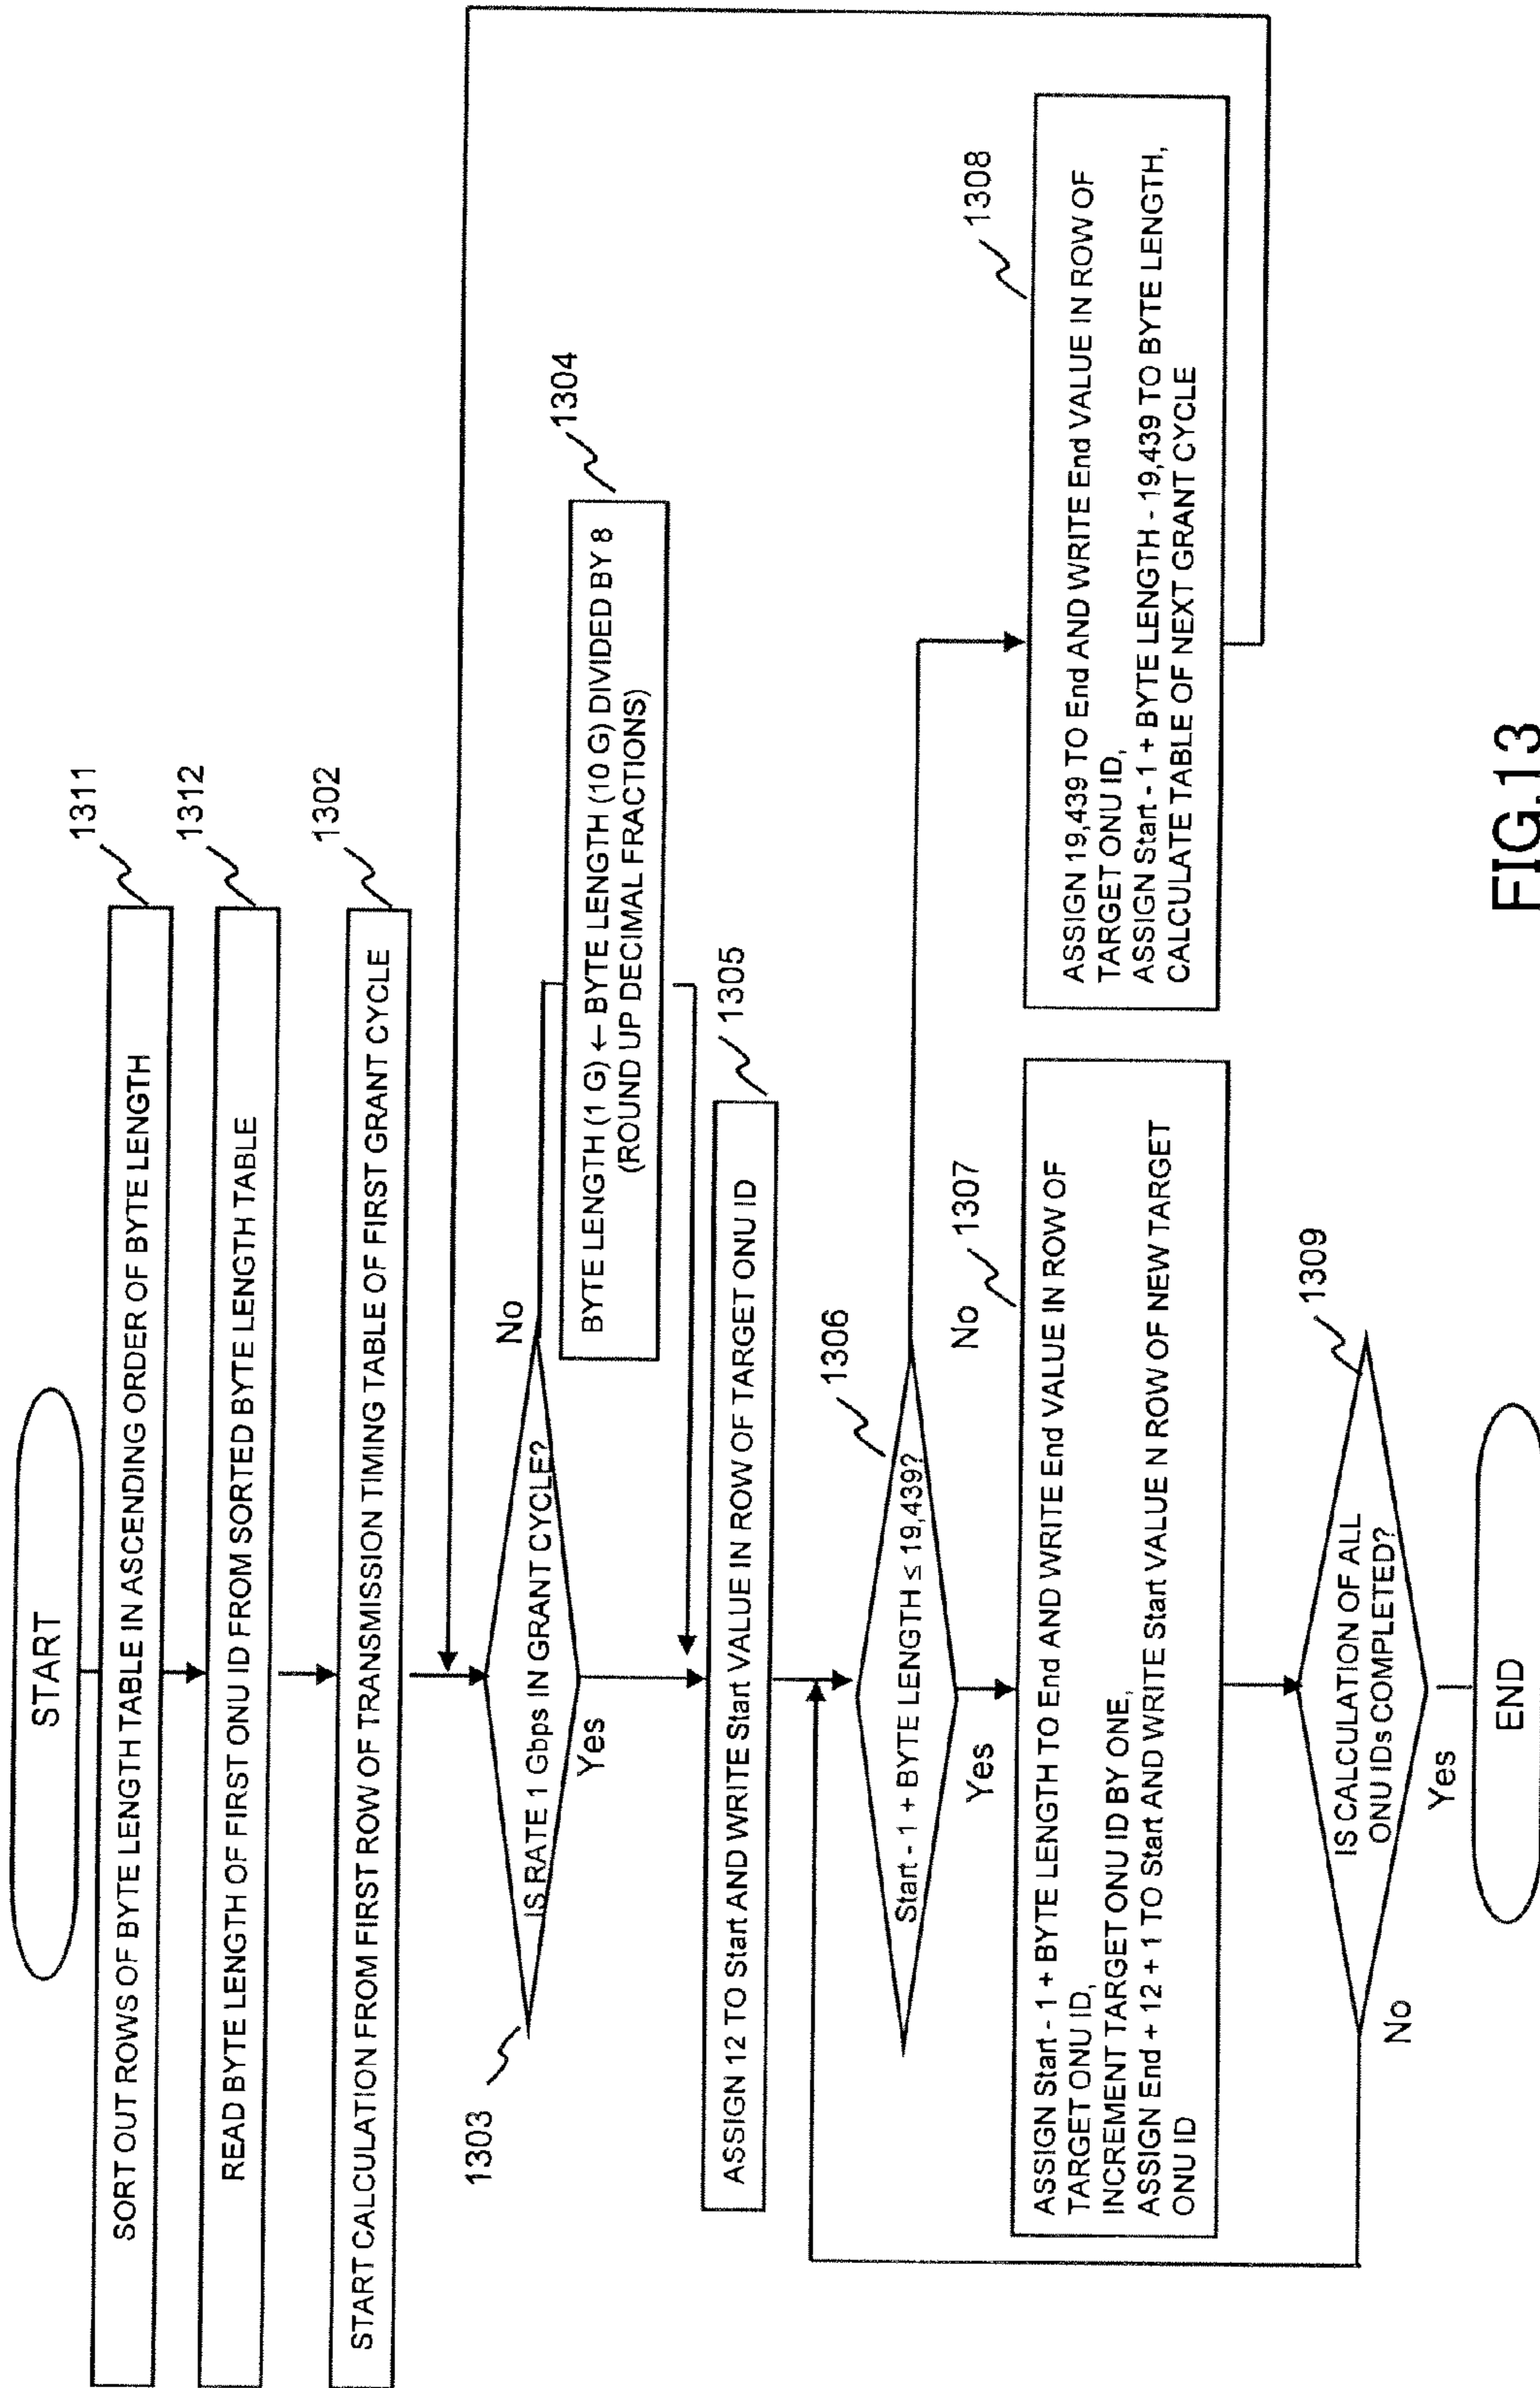 START
1311
SORT OUT ROWS OF BYTE LENGTH TABLE IN ASCENDING ORDER OF BYTE LENGTH
1312
READ BYTE LENGTH OF FIRST ONU ID FROM SORTED BYTE LENGTH TABLE
1302
START CALCULATION FROM FIRST ROW OF TRANSMISSION TIMING TABLE OF FIRST GRANT CYCLE
1303
IS RATE 1 Gbps IN GRANT CYCLE?
No
Yes
1304
BYTE LENGTH (1 G) ← BYTE LENGTH (10 G) DIVIDED BY 8
(ROUND UP DECIMAL FRACTIONS)
1305
ASSIGN 12 TO Start AND WRITE Start VALUE IN ROW OF TARGET ONU ID
1306
Start - 1 + BYTE LENGTH ≤ 19,439?
No
Yes
1307
ASSIGN Start - 1 + BYTE LENGTH TO End AND WRITE End VALUE IN ROW OF
TARGET ONU ID,
INCREMENT TARGET ONU ID BY ONE,
ASSIGN End + 12 + 1 TO Start AND WRITE Start VALUE N ROW OF NEW TARGET
ONU ID
1308
ASSIGN 19,439 TO End AND WRITE End VALUE IN ROW OF
TARGET ONU ID,
ASSIGN Start - 1 + BYTE LENGTH - 19,439 TO BYTE LENGTH,
CALCULATE TABLE OF NEXT GRANT CYCLE
1309
IS CALCULATION OF ALL
ONU IDs COMPLETED?
No
Yes
END
FIG.13